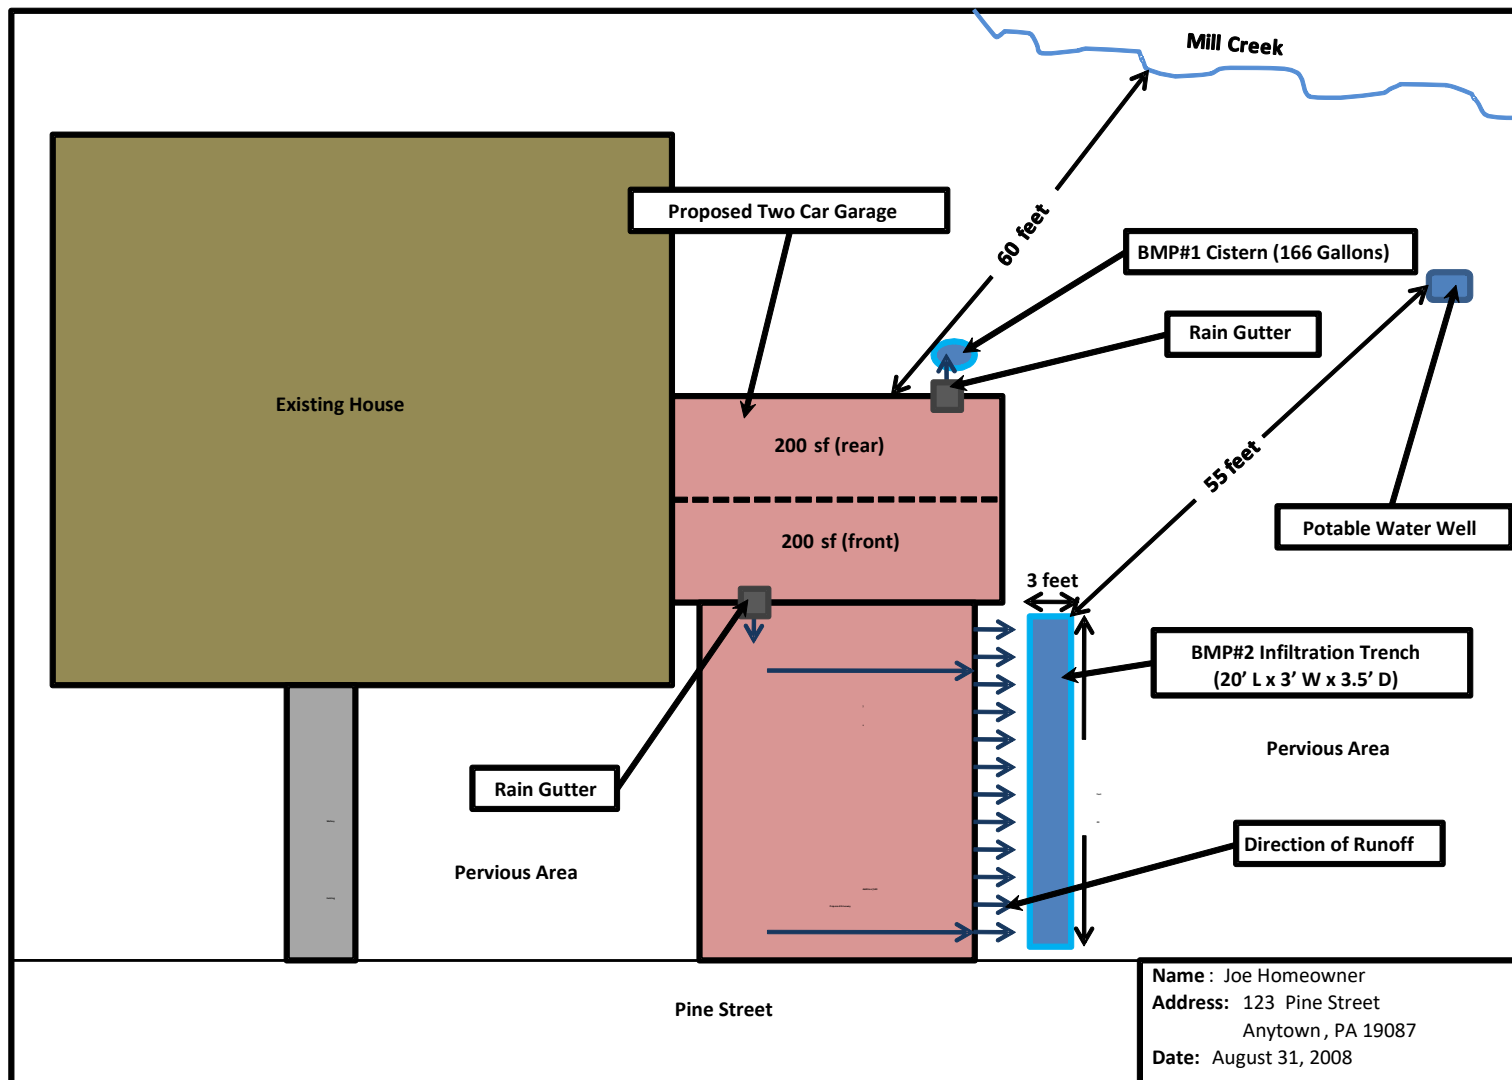 Mill Creek
Proposed Two Car Garage
60 feet
BMP#1 Cistern (166 Gallons)
Rain Gutter
Existing House
200 sf (rear)
55 feet
Potable Water Well
200 sf (front)
3 feet
BMP#2 Infiltration Trench
(20’ L x 3’ W x 3.5’ D)
Pervious Area
Rain Gutter
Direction of Runoff
Pervious Area
Pine Street
Name : Joe Homeowner
Address: 123 Pine Street
Anytown , PA 19087
Date: August 31, 2008